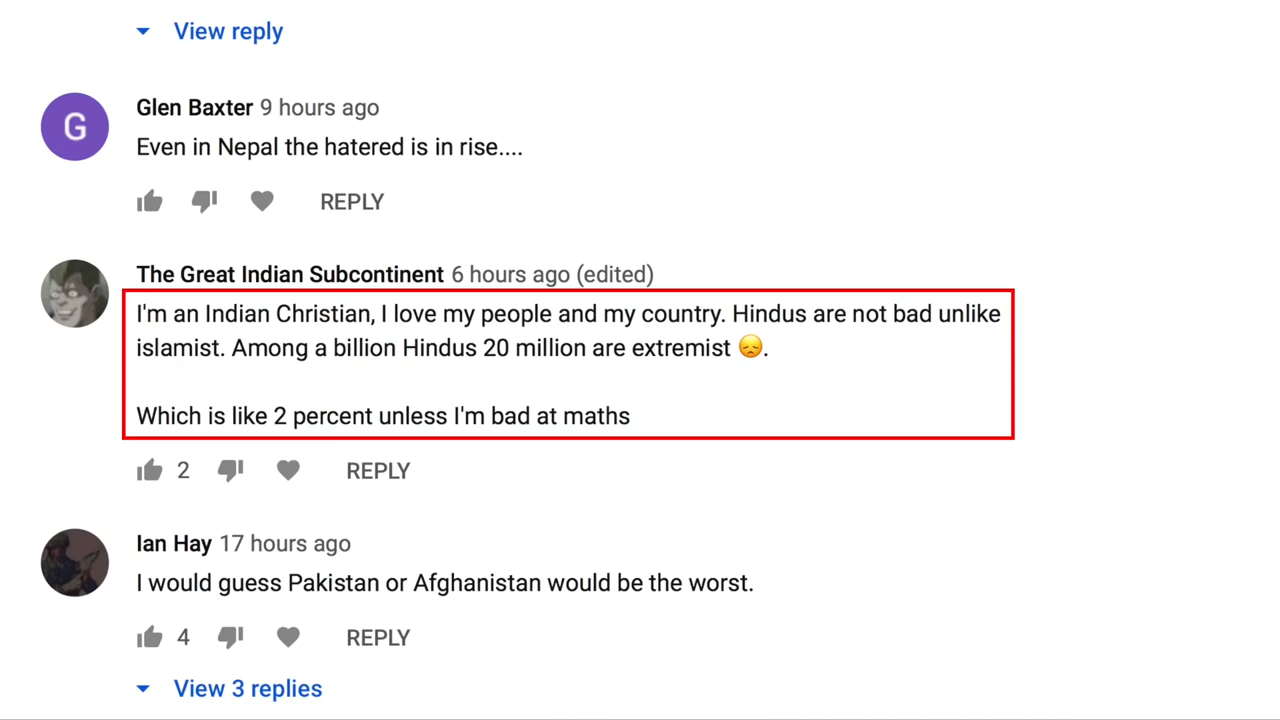 View reply
G
Glen Baxter 9 hours ago
Even in Nepal the hatered is in rise....
REPLY
The Great Indian Subcontinent 6 hours ago (edited)
I'm an Indian Christian, I love my people and my country. Hindus are not bad unlike
islamist. Among a billion Hindus 20 million are extremist 😞.
Which is like 2 percent unless I'm bad at maths
2 REPLY
Ian Hay 17 hours ago
I would guess Pakistan or Afghanistan would be the worst.
4 REPLY
View 3 replies